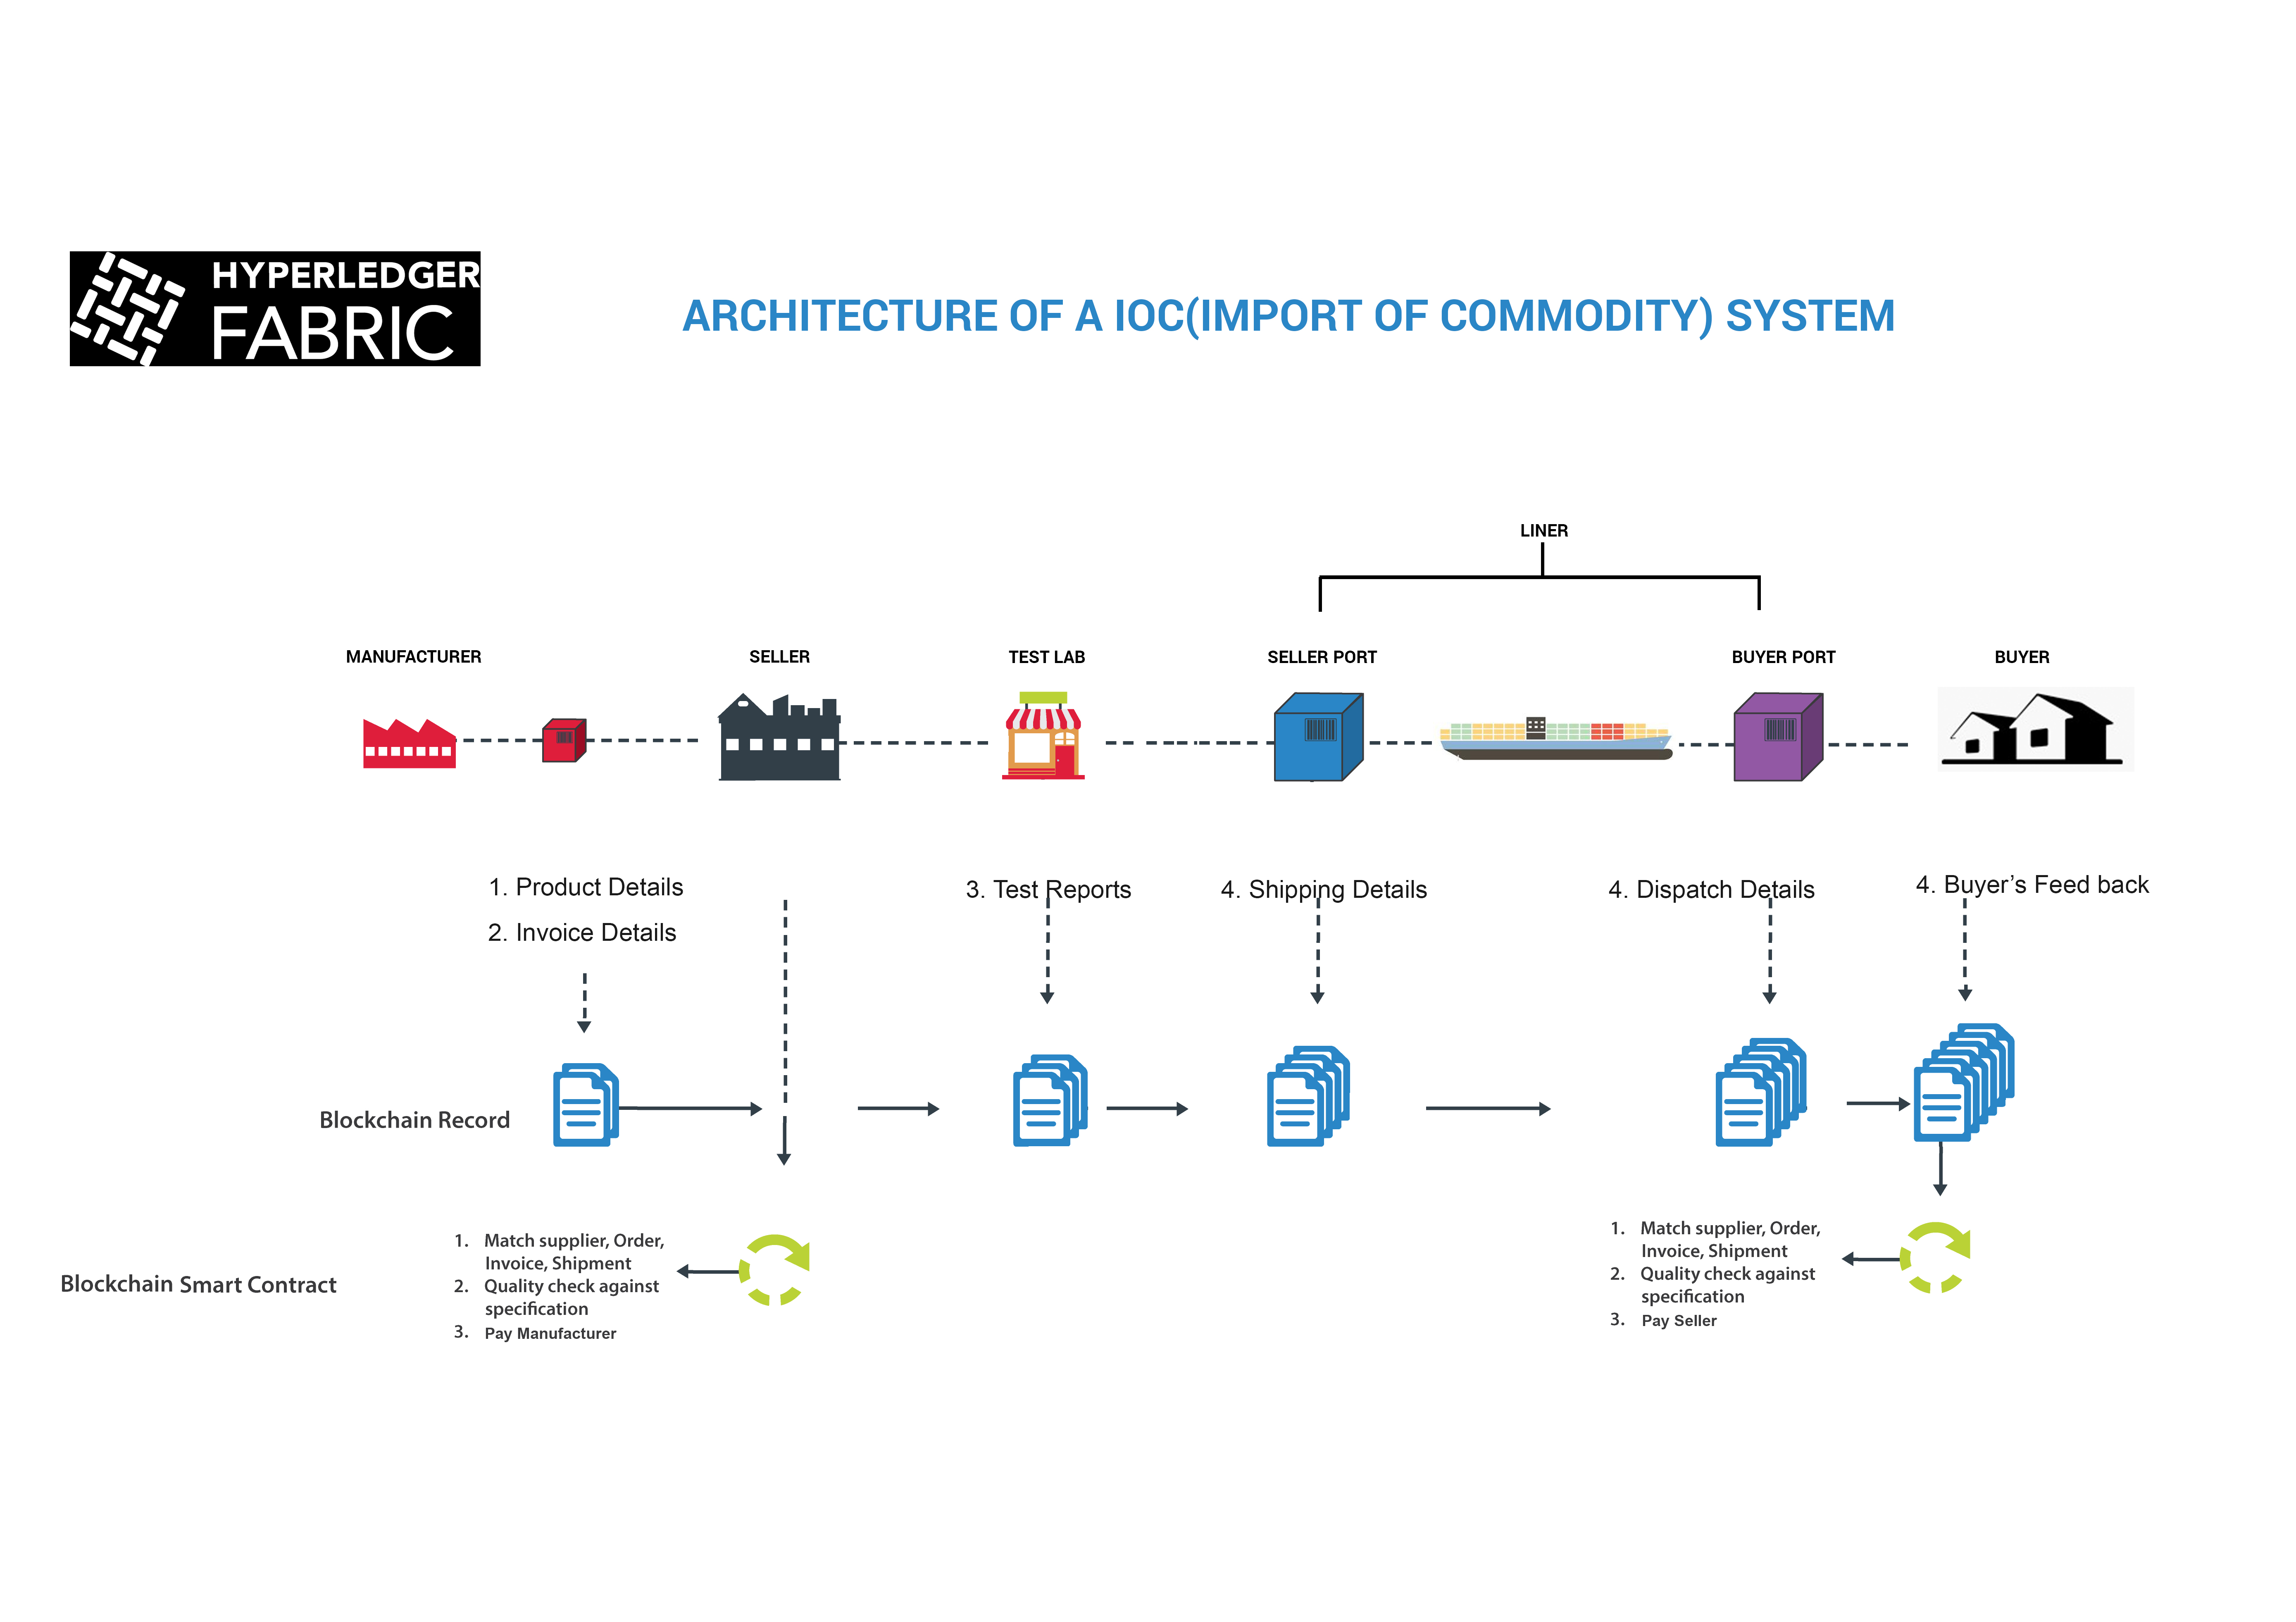 HYPERLEDGER
FABRIC
ARCHITECTURE OF A IOC(IMPORT OF COMMODITY) SYSTEM
LINER
MANUFACTURER
SELLER
TEST LAB
SELLER PORT
BUYER PORT
BUYER
1. Product Details
2. Invoice Details
3. Test Reports
4. Shipping Details
4. Dispatch Details
4. Buyer’s Feed back
Blockchain Record
Blockchain Smart Contract
1. Match supplier, Order,
Invoice, Shipment
2. Quality check against
specification
3. Pay Manufacturer
1. Match supplier, Order,
Invoice, Shipment
2. Quality check against
specification
3. Pay Seller